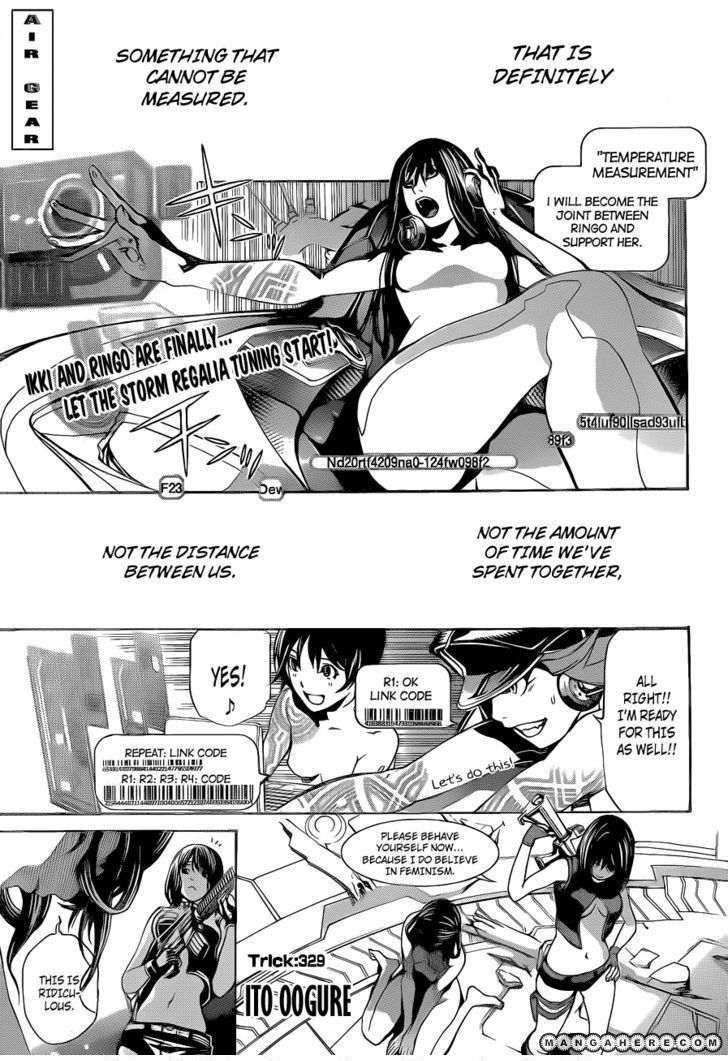 AIR GEAR
THAT IS
DEFINITELY
SOMETHING THAT
CANNOT BE
MEASURED.
"TEMPERATURE
MEASUREMENT"
I WILL BECOME THE
JOINT BETWEEN
RINGO AND
SUPPORT HER.
IKKI AND RINGO ARE FINALLY...
LET THE STORM REGALIA TUNING START!!
5t4luf90llsad93ulb
89f3
Nd20rtf4209na0-124fw098f2
F23
Dew
NOT THE AMOUNT
OF TIME WE'VE
SPENT TOGETHER,
NOT THE DISTANCE
BETWEEN US.
ALL
RIGHT!!
I'M READY
FOR THIS
AS WELL!!
R1: OK
LINK CODE
YES!
♪
REPEAT: LINK CODE
R1: R2: R3: R4: CODE
Let's do this!
PLEASE BEHAVE
YOURSELF NOW...
BECAUSE I DO BELIEVE
IN FEMINISM.
THIS IS
RIDICU-
LOUS.
Trick:329
ITO OOGURE
MANGAHERE.COM